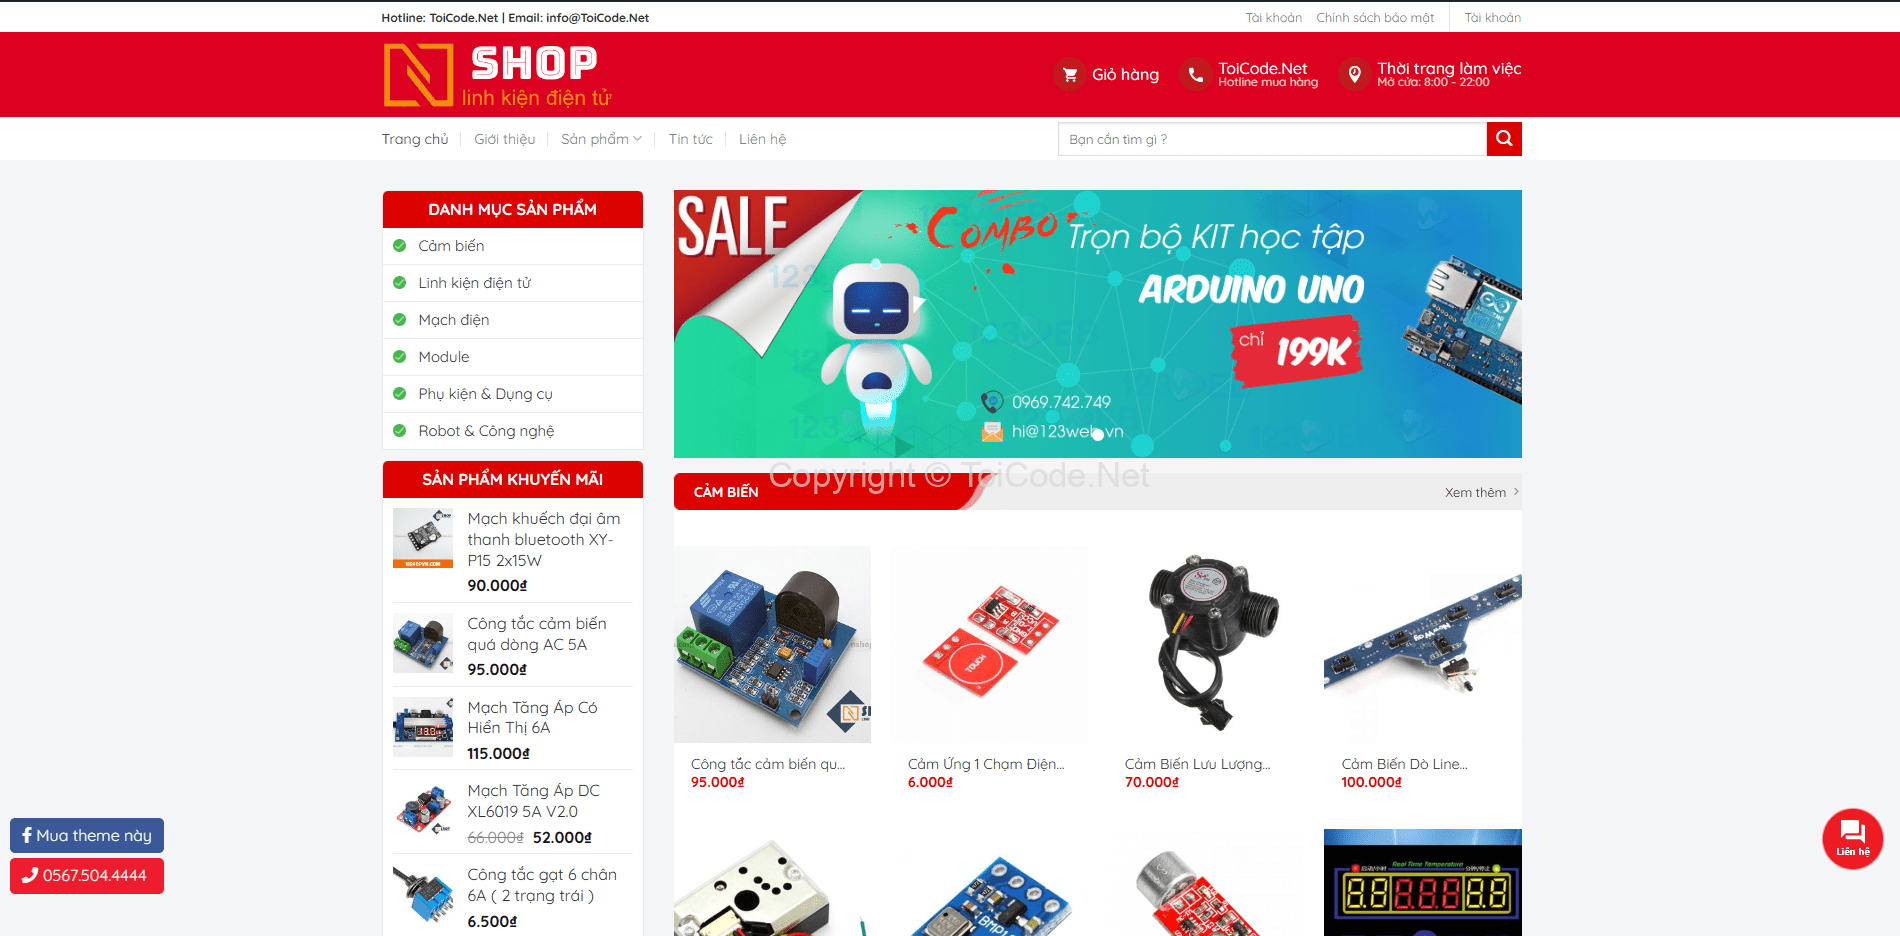 Hotline: ToiCode.Net | Email: info@ToiCode.Net
Tài khoản
Chính sách bảo mật
Tài khoản
SHOP
linh kiện điện tử
Giỏ hàng
ToiCode.Net
Hotline mua hàng
Thời trang làm việc
Mở cửa: 8:00 - 22:00
Trang chủ
Giới thiệu
Sản phẩm
Tin tức
Liên hệ
Bạn cần tìm gì ?
DANH MỤC SẢN PHẨM
Cảm biến
Linh kiện điện tử
Mạch điện
Module
Phụ kiện & Dụng cụ
Robot & Công nghệ
SẢN PHẨM KHUYẾN MÃI
Mạch khuếch đại âm
thanh bluetooth XY-
P15 2x15W
90.000₫
Công tắc cảm biến
quá dòng AC 5A
95.000₫
Mạch Tăng Áp Có
Hiển Thị 6A
115.000₫
Mạch Tăng Áp DC
XL6019 5A V2.0
66.000₫ 52.000₫
Công tắc gạt 6 chân
6A ( 2 trạng trái )
6.500₫
SALE
COMBO
Trọn bộ KIT học tập
ARDUINO UNO
chỉ 199K
0969.742.749
hi@123web.vn
Copyright © ToiCode.Net
CẢM BIẾN
Xem thêm
TOUCH
Công tắc cảm biến qu...
95.000₫
Cảm Ứng 1 Chạm Điện...
6.000₫
Cảm Biến Lưu Lượng...
70.000₫
Cảm Biến Dò Line...
100.000₫
Real Time Temperature
Mua theme này
0567.504.4444
Liên hệ